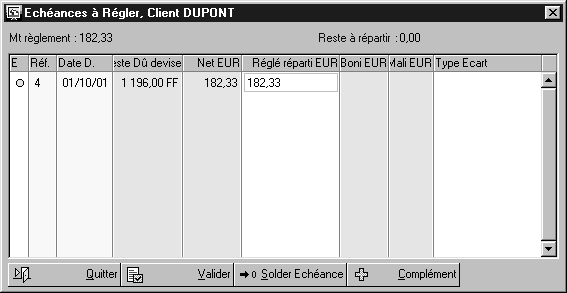 Echéances à Régler, Client DUPONT
Mt règlement : 182,33 Reste à répartir : 0,00
E Réf. Date D. ste Dû devise Net EUR Réglé réparti EUR Boni EUR Mali EUR Type Ecart
4 01/10/01 1 196,00 FF 182,33 182,33
Quitter Valider 0 Solder Echéance Complément